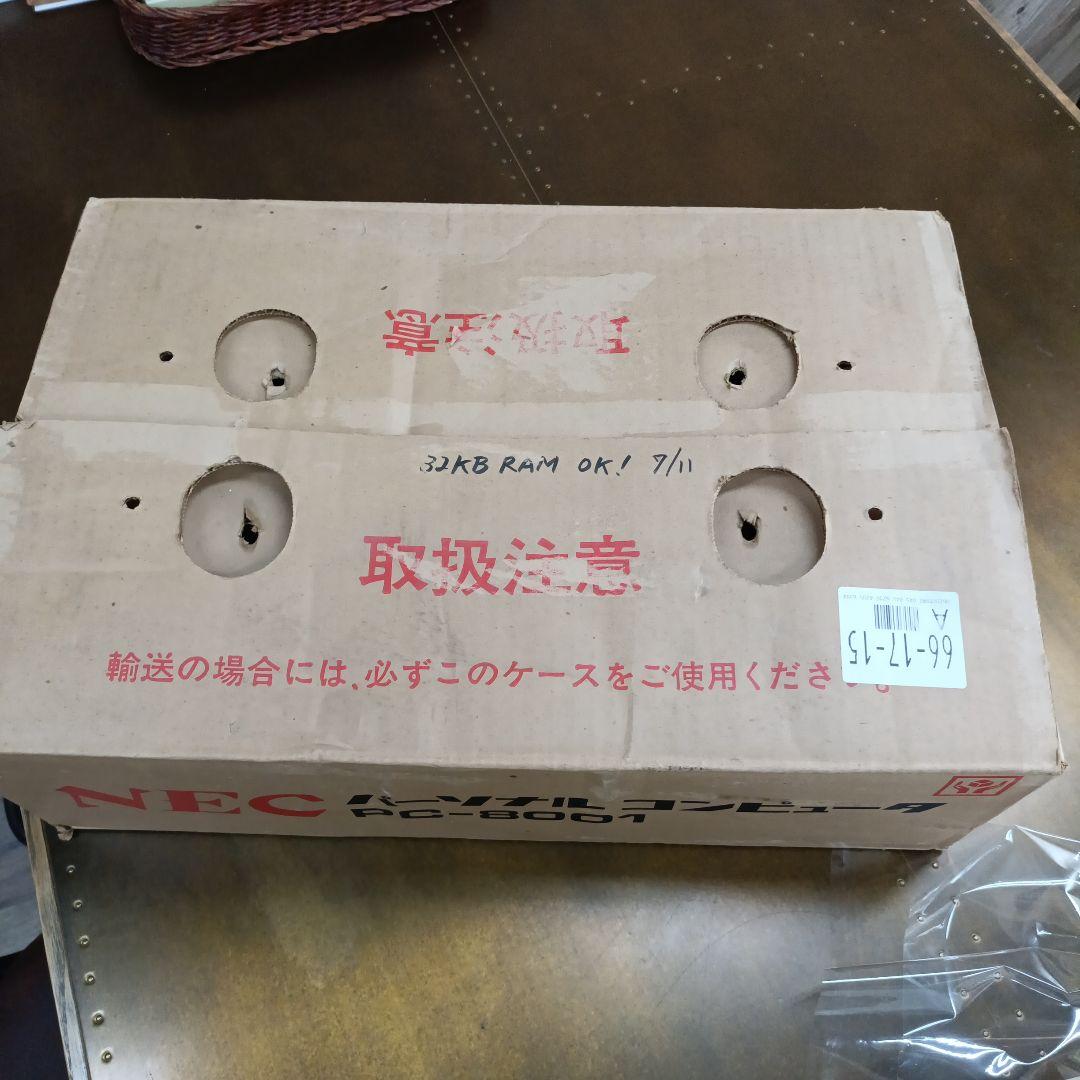 取扱注意
32KB RAM OK! 7/11
取扱注意
66-17-15
A
輸送の場合には、必ずこのケースをご使用ください。
NEC パーソナル コンピュータ
PC-8001